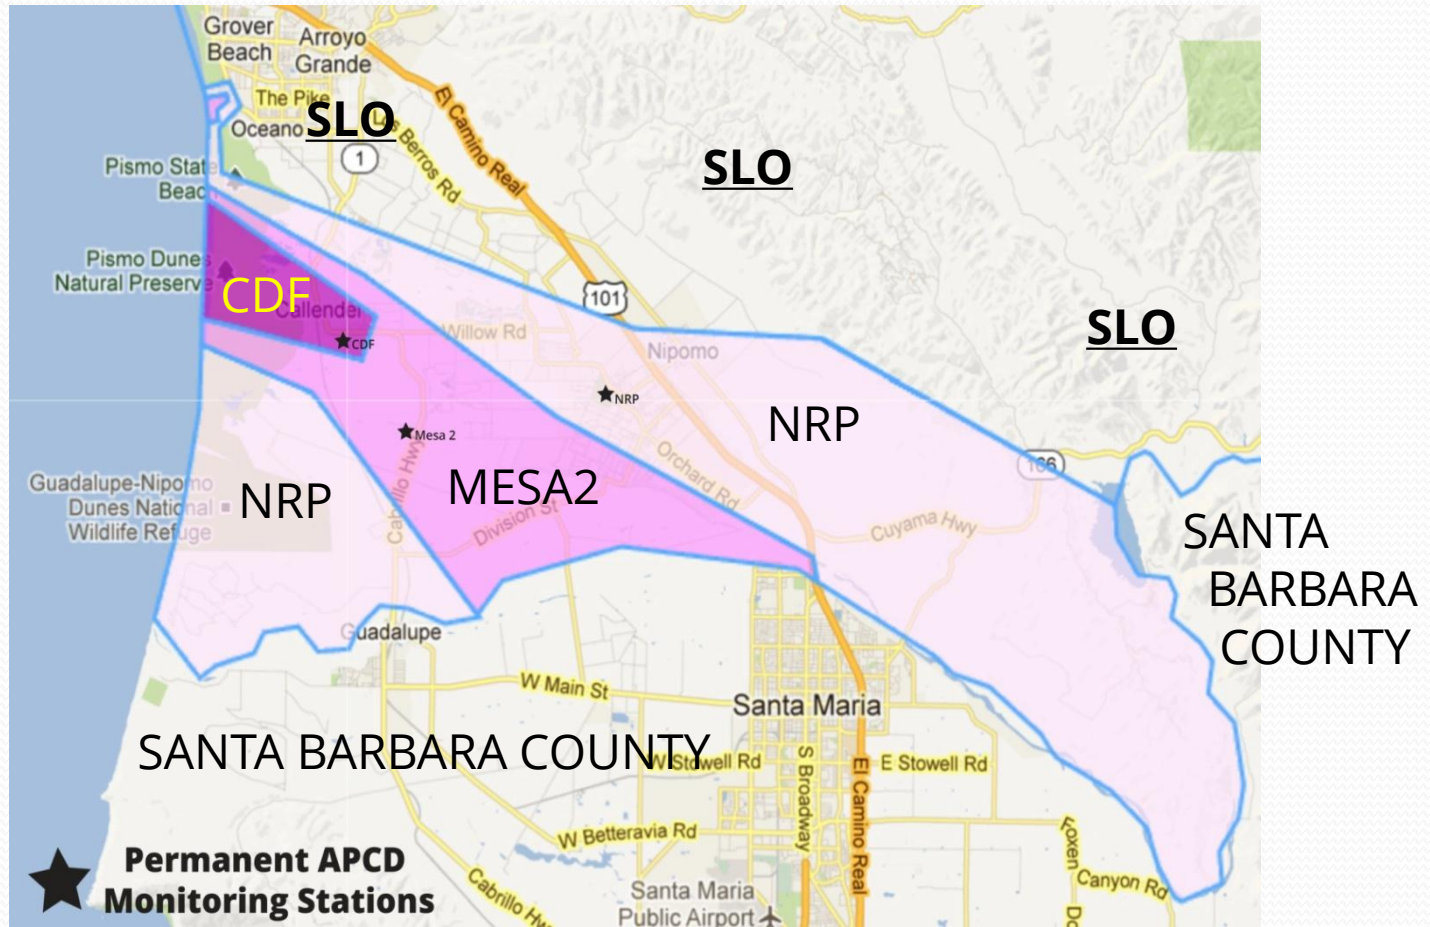 Grover
Beach
Arroyo
Grande
The Pike
Oceano
SLO
Los Berros Rd
El Camino Real
1
SLO
Pismo State
Beach
Pismo Dunes
Natural Preserve
CDF
Callender
CDF
101
Willow Rd
Nipomo
SLO
NRP
NRP
Mesa 2
Orchard Rd
166
Guadalupe-Nipomo
Dunes National
Wildlife Refuge
NRP
MESA2
Cabrillo Hwy
Division St
Cuyama Hwy
SANTA
BARBARA
COUNTY
Guadalupe
W Main St
Santa Maria
SANTA BARBARA COUNTY
W Stowell Rd
S Broadway
El Camino Real
E Stowell Rd
W Betteravia Rd
Foxen
Canyon Rd
Permanent APCD
Monitoring Stations
Cabrillo Hw
Santa Maria
Public Airport